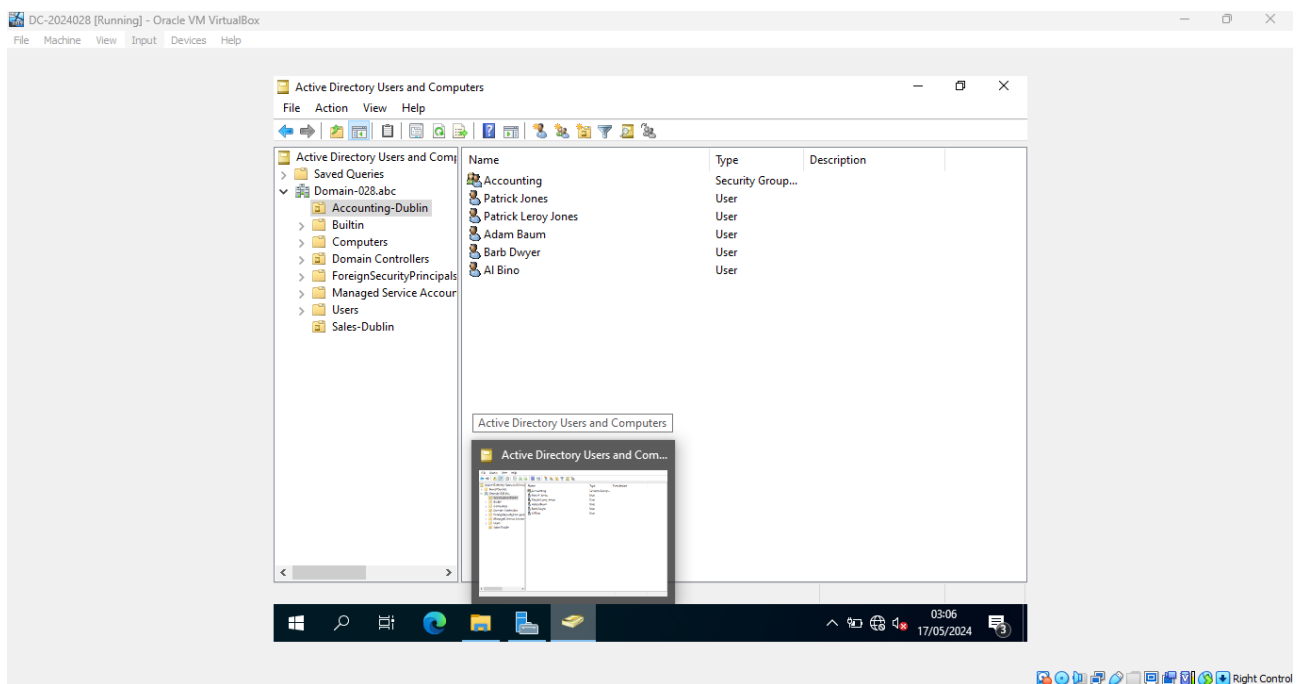 DC-2024028 [Running] - Oracle VM VirtualBox
File Machine View Input Devices Help
Active Directory Users and Computers
File Action View Help
Active Directory Users and Comp
Saved Queries
Domain-028.abc
Accounting-Dublin
Builtin
Computers
Domain Controllers
ForeignSecurityPrincipals
Managed Service Accour
Users
Sales-Dublin
Name Type Description
Accounting Security Group...
Patrick Jones User
Patrick Leroy Jones User
Adam Baum User
Barb Dwyer User
Al Bino User
Active Directory Users and Computers
Active Directory Users and Com...
03:06
17/05/2024
3
Right Control